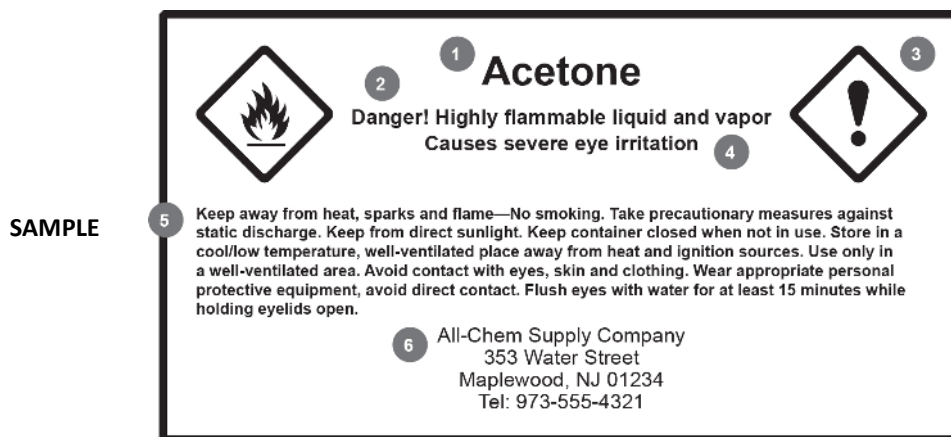 1
Acetone
3
2
Danger! Highly flammable liquid and vapor
Causes severe eye irritation
4
SAMPLE
5
Keep away from heat, sparks and flame—No smoking. Take precautionary measures against
static discharge. Keep from direct sunlight. Keep container closed when not in use. Store in a
cool/low temperature, well-ventilated place away from heat and ignition sources. Use only in
a well-ventilated area. Avoid contact with eyes, skin and clothing. Wear appropriate personal
protective equipment, avoid direct contact. Flush eyes with water for at least 15 minutes while
holding eyelids open.
6
All-Chem Supply Company
353 Water Street
Maplewood, NJ 01234
Tel: 973-555-4321